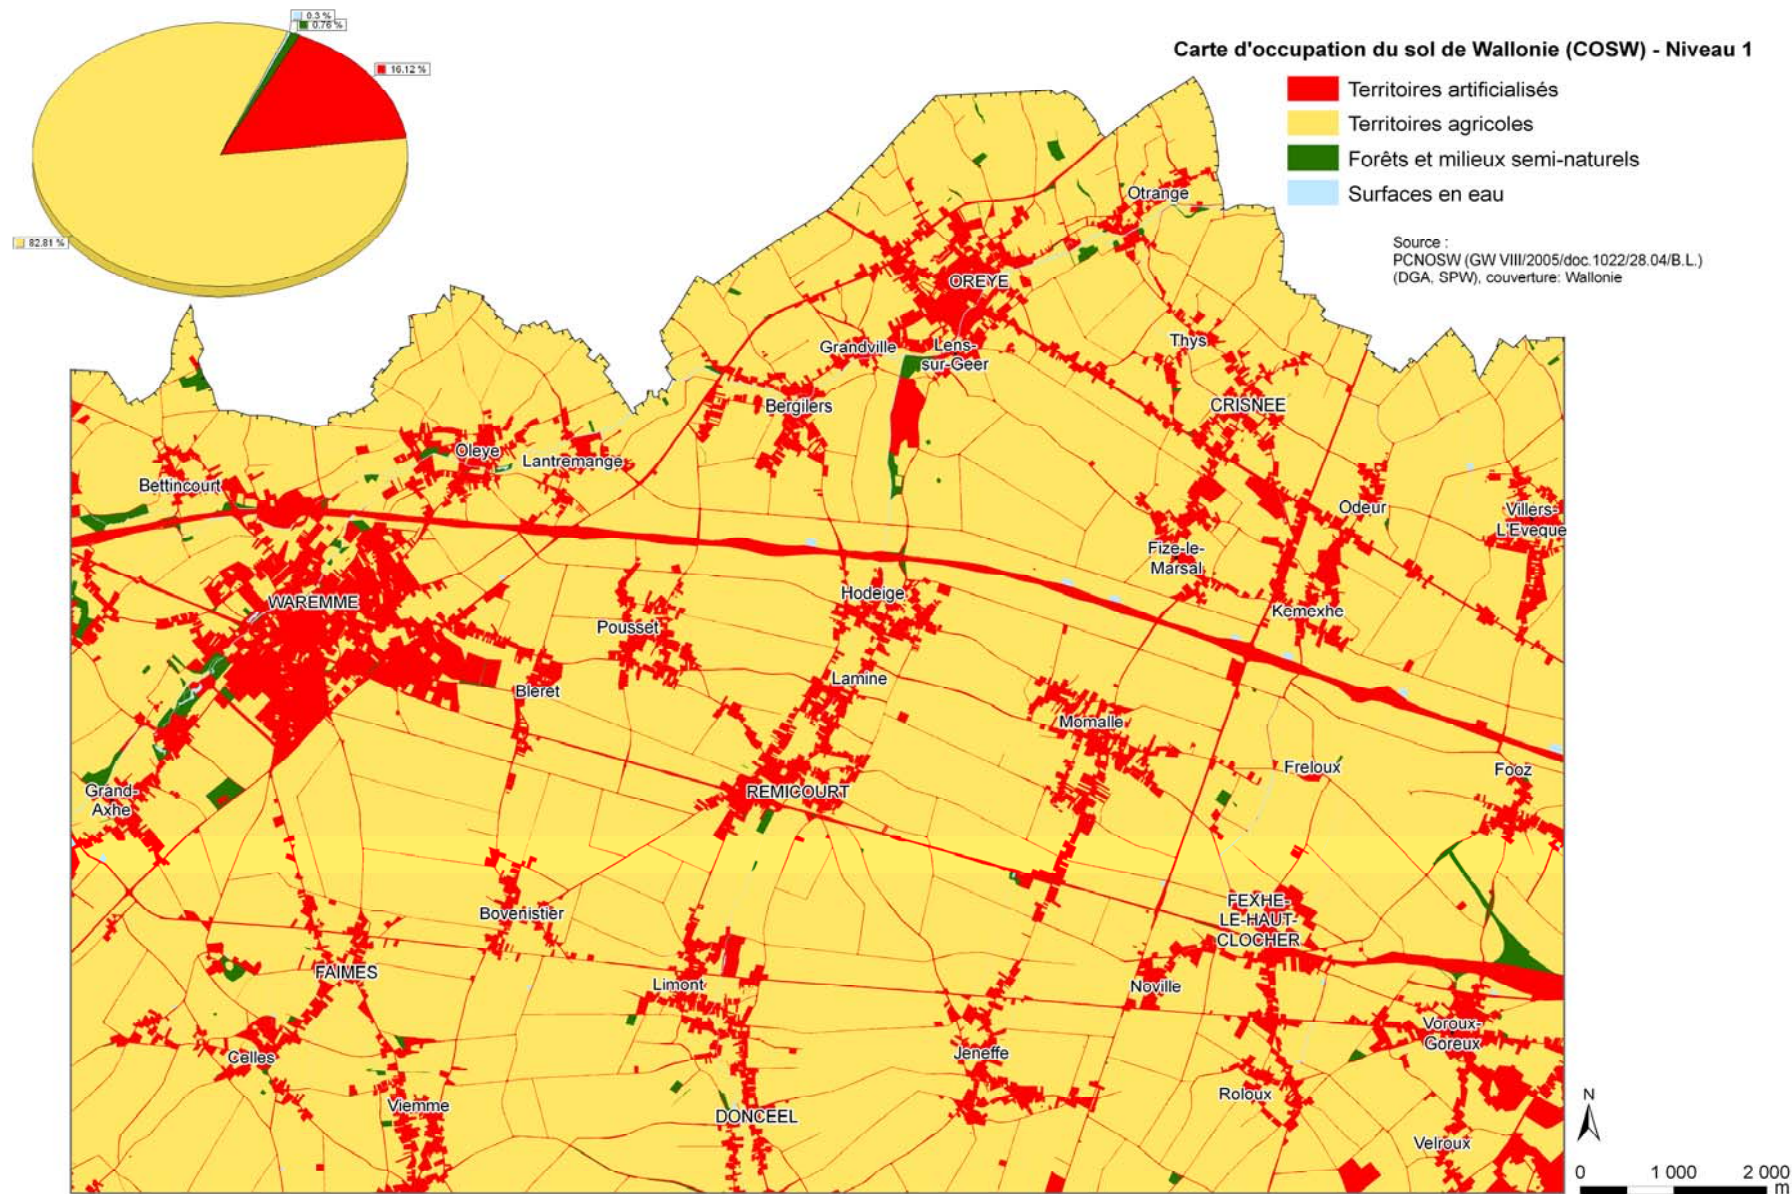 0.3 %
0.76 %
16.12 %
82.81 %
Carte d'occupation du sol de Wallonie (COSW) - Niveau 1
Territoires artificialisés
Territoires agricoles
Forêts et milieux semi-naturels
Surfaces en eau
Source :
PCNOSW (GW VIII/2005/doc.1022/28.04/B.L.)
(DGA, SPW), couverture: Wallonie
Otrange
OREYE
Grandville
Lens-
sur-Geer
Thys
Bergilers
CRISNEE
Oleye
Lantremange
Bettincourt
Odeur
Villers-
L'Eveque
Fize-le-
Marsal
WAREMME
Hodeige
Kemexhe
Pousset
Lamine
Bleret
Momalle
Freloux
Fooz
Grand-
Axhe
REMICOURT
Bovenistier
FEXHE-
LE-HAUT-
CLOCHER
FAIMES
Limont
Noville
Voroux-
Goreux
Celles
Jeneffe
Roloux
Viemme
DONCEEL
Velroux
N
0 1 000 2 000
m